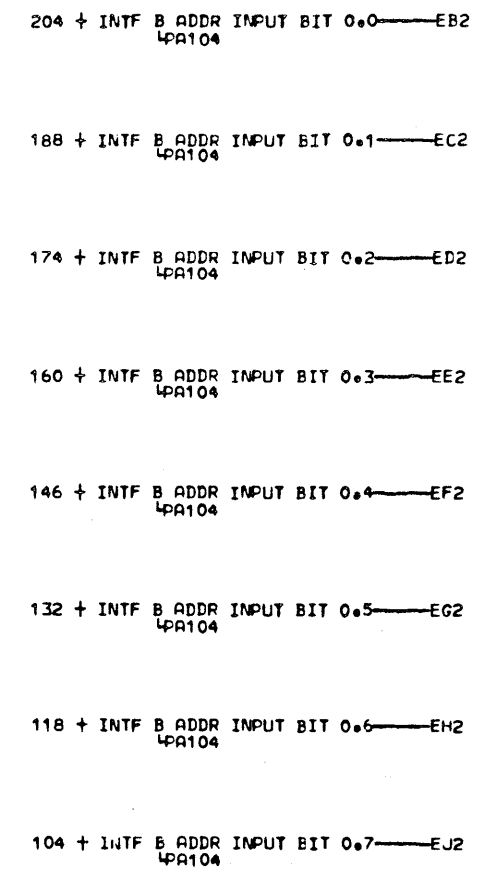 204 + INTF B ADDR INPUT BIT 0.0 EB2
PA104
188 + INTF B ADDR INPUT BIT 0.1 EC2
PA104
174 + INTF B ADDR INPUT BIT 0.2 ED2
PA104
160 + INTF B ADDR INPUT BIT 0.3 EE2
PA104
146 + INTF B ADDR INPUT BIT 0.4 EF2
PA104
132 + INTF B ADDR INPUT BIT 0.5 EG2
PA104
118 + INTF B ADDR INPUT BIT 0.6 EH2
PA104
104 + INTF B ADDR INPUT BIT 0.7 EJ2
PA104